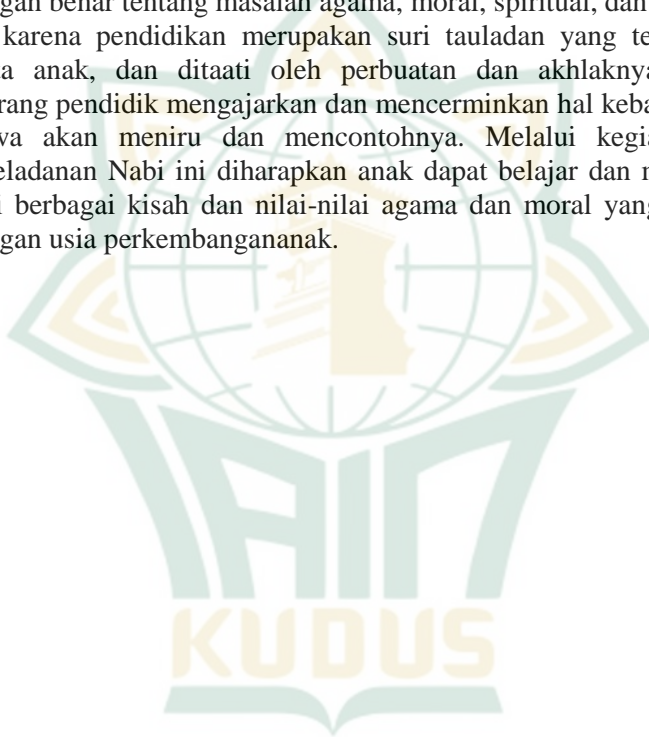 gan benar tentang masalah agama, moral, spiritual, dan
karena pendidikan merupakan suri tauladan yang te
a anak, dan ditaati oleh perbuatan dan akhlaknya
rang pendidik mengajarkan dan mencerminkan hal keba
va akan meniru dan mencontohnya. Melalui kegia
eladanan Nabi ini diharapkan anak dapat belajar dan
i berbagai kisah dan nilai-nilai agama dan moral yang
gan usia perkembangananak.
IAIN
KUDUS